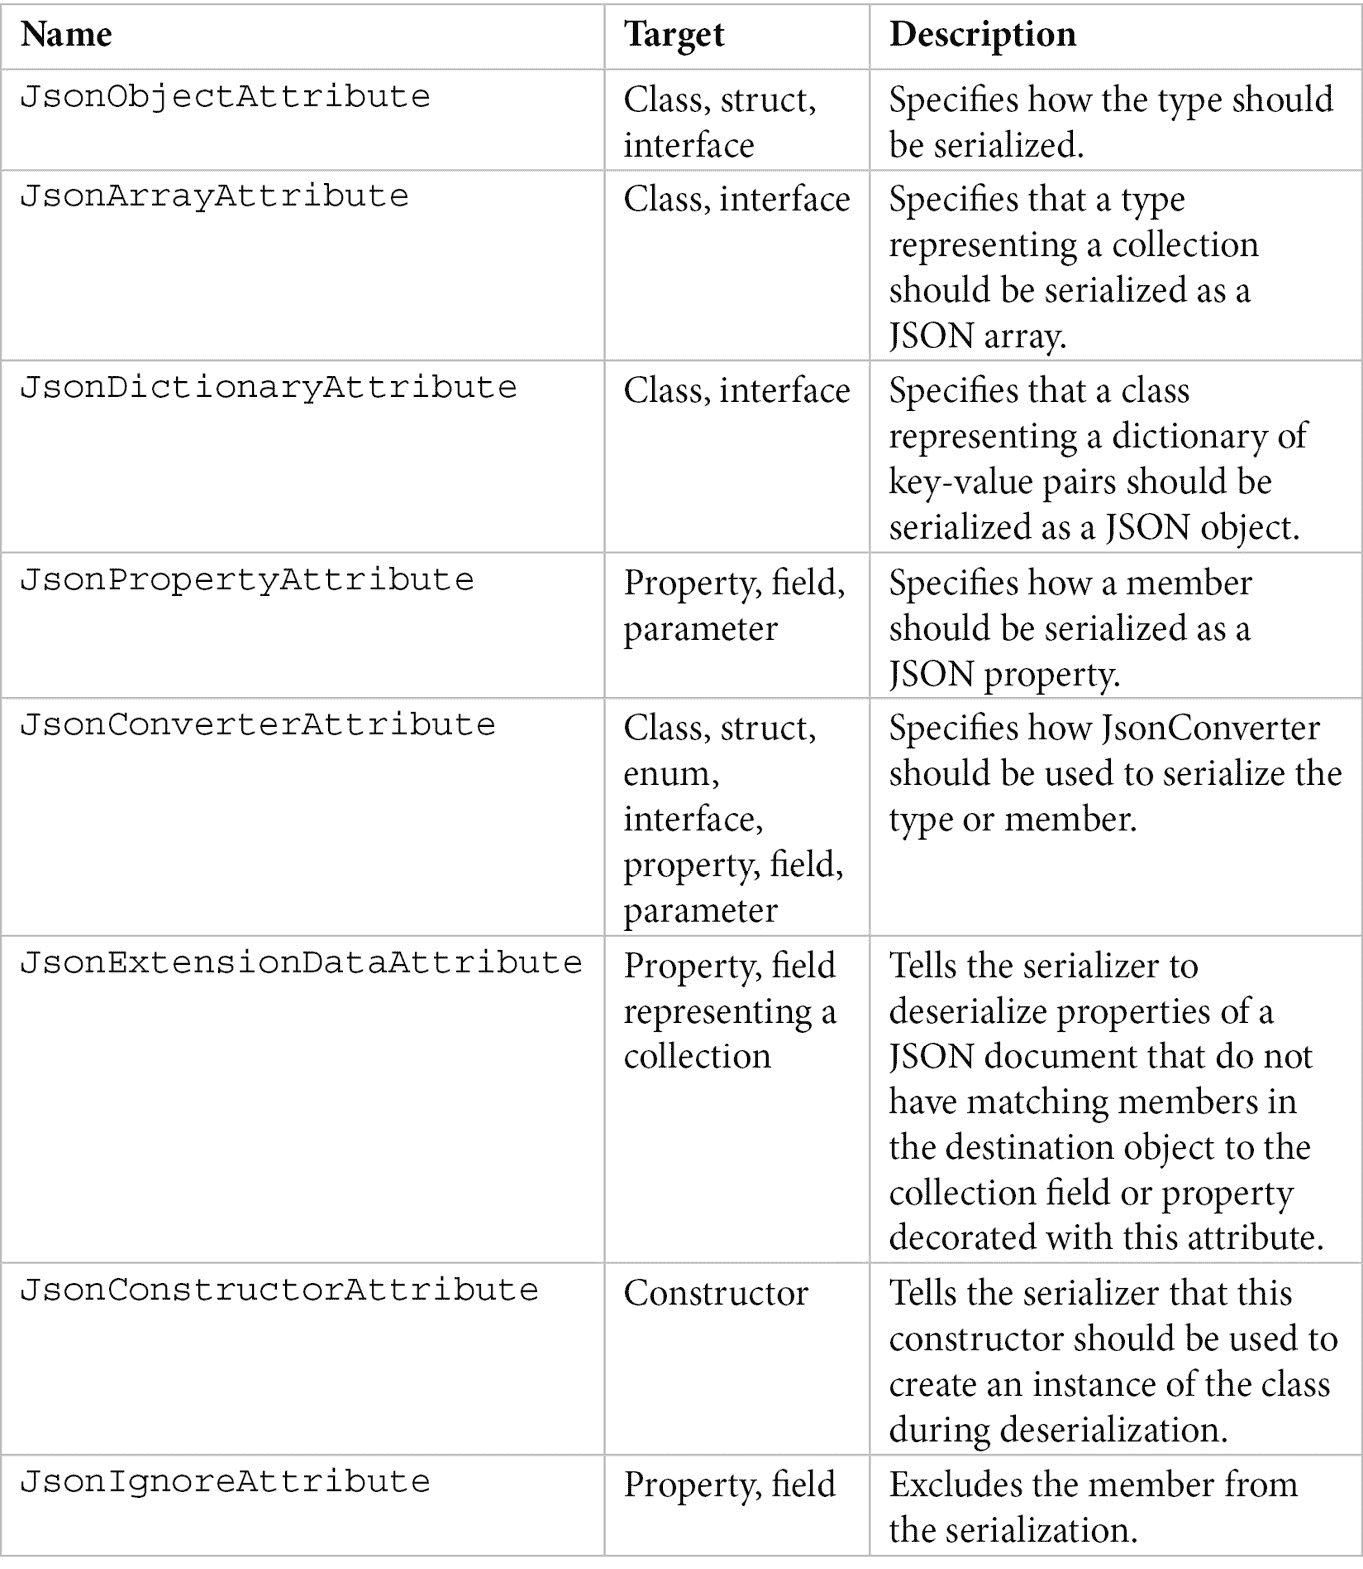 Name Target Description
JsonObjectAttribute Class, struct, Specifies how the type should
interface be serialized.
JsonArrayAttribute Class, interface Specifies that a type
representing a collection
should be serialized as a
JSON array.
JsonDictionaryAttribute Class, interface Specifies that a class
representing a dictionary of
key-value pairs should be
serialized as a JSON object.
JsonPropertyAttribute Property, field, Specifies how a member
parameter should be serialized as a
JSON property.
JsonConverterAttribute Class, struct, Specifies how JsonConverter
enum, should be used to serialize the
interface, type or member.
property, field,
parameter
JsonExtensionDataAttribute Property, field Tells the serializer to
representing a deserialize properties of a
collection JSON document that do not
have matching members in
the destination object to the
collection field or property
decorated with this attribute.
JsonConstructorAttribute Constructor Tells the serializer that this
constructor should be used to
create an instance of the class
during deserialization.
JsonIgnoreAttribute Property, field Excludes the member from
the serialization.